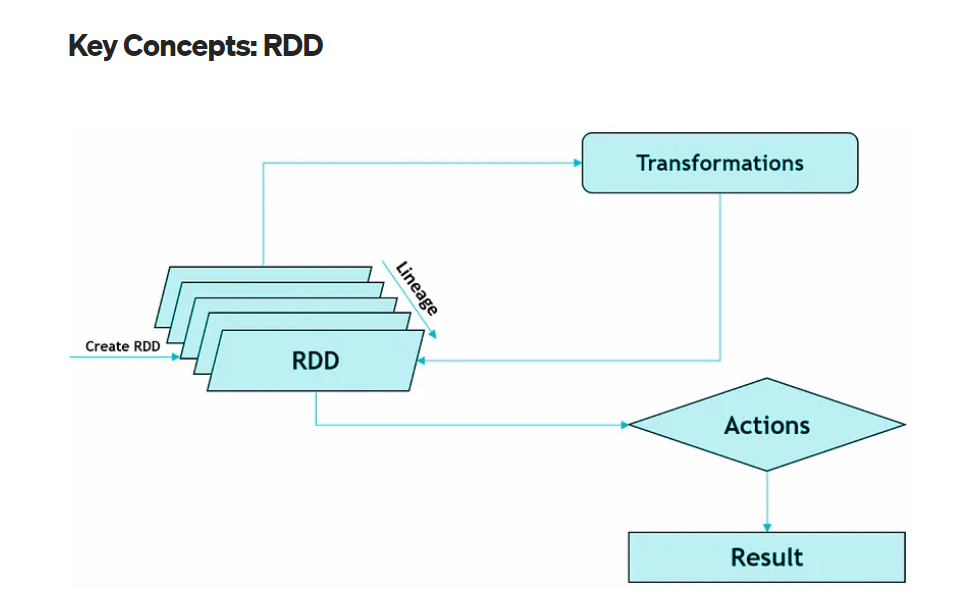 Key Concepts: RDD
Transformations
Lineage
Create RDD
RDD
Actions
Result